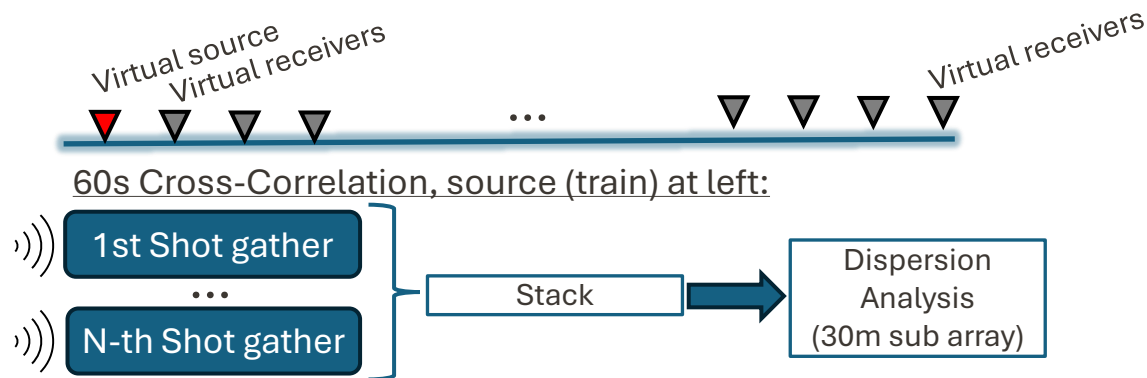 Virtual source
Virtual receivers
Virtual receivers
...
60s Cross-Correlation, source (train) at left:
1st Shot gather
...
N-th Shot gather
Stack
Dispersion
Analysis
(30m sub array)